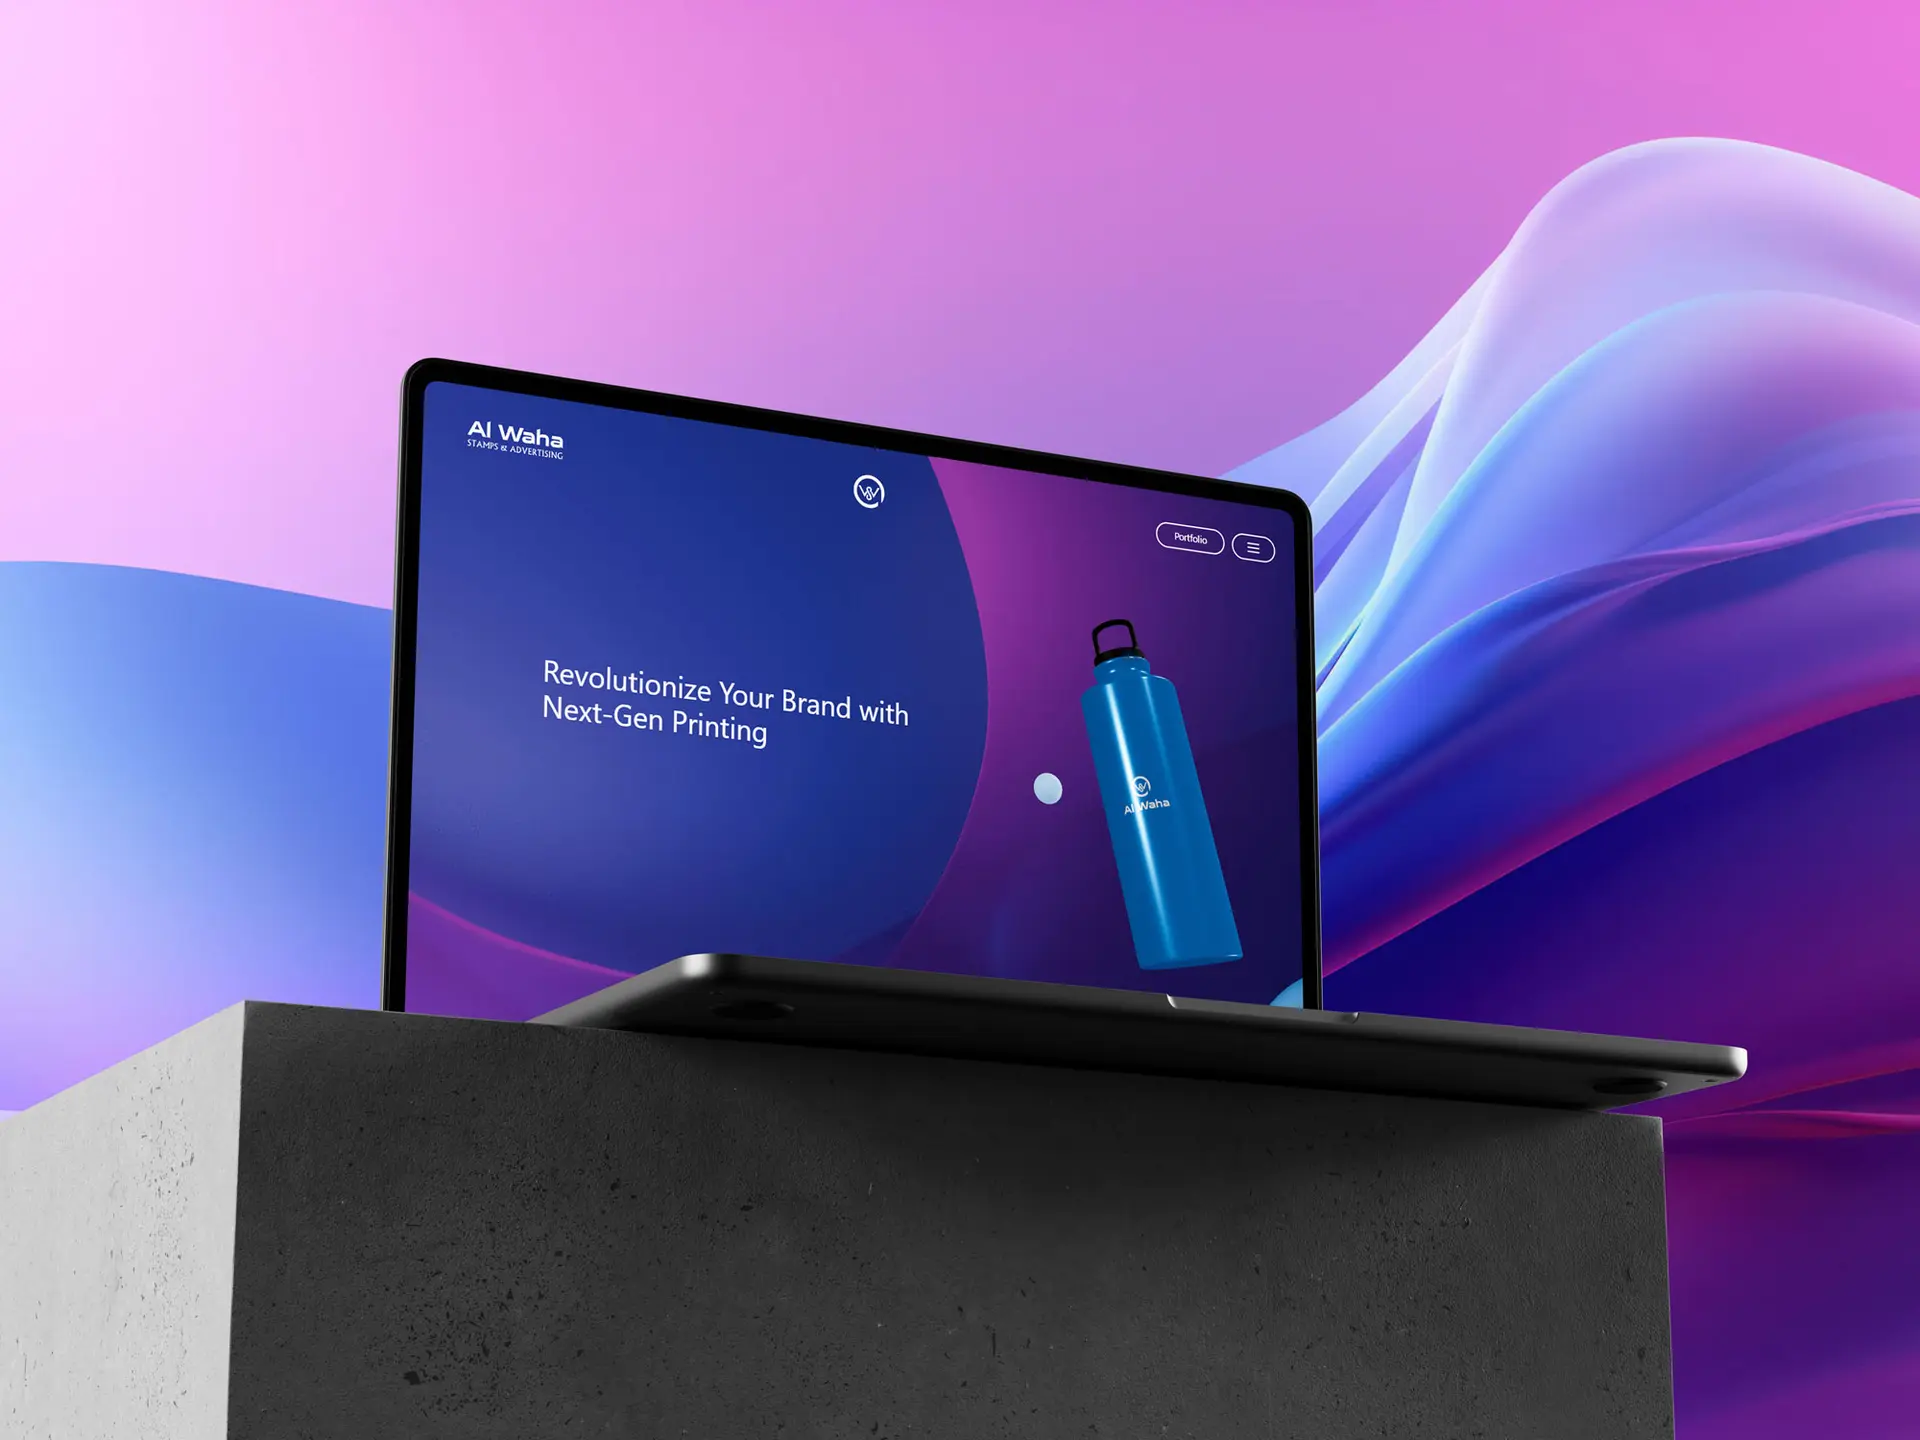 Al Waha
STAMPS & ADVERTISING
Portfolio
Revolutionize Your Brand with
Next-Gen Printing
Al Waha